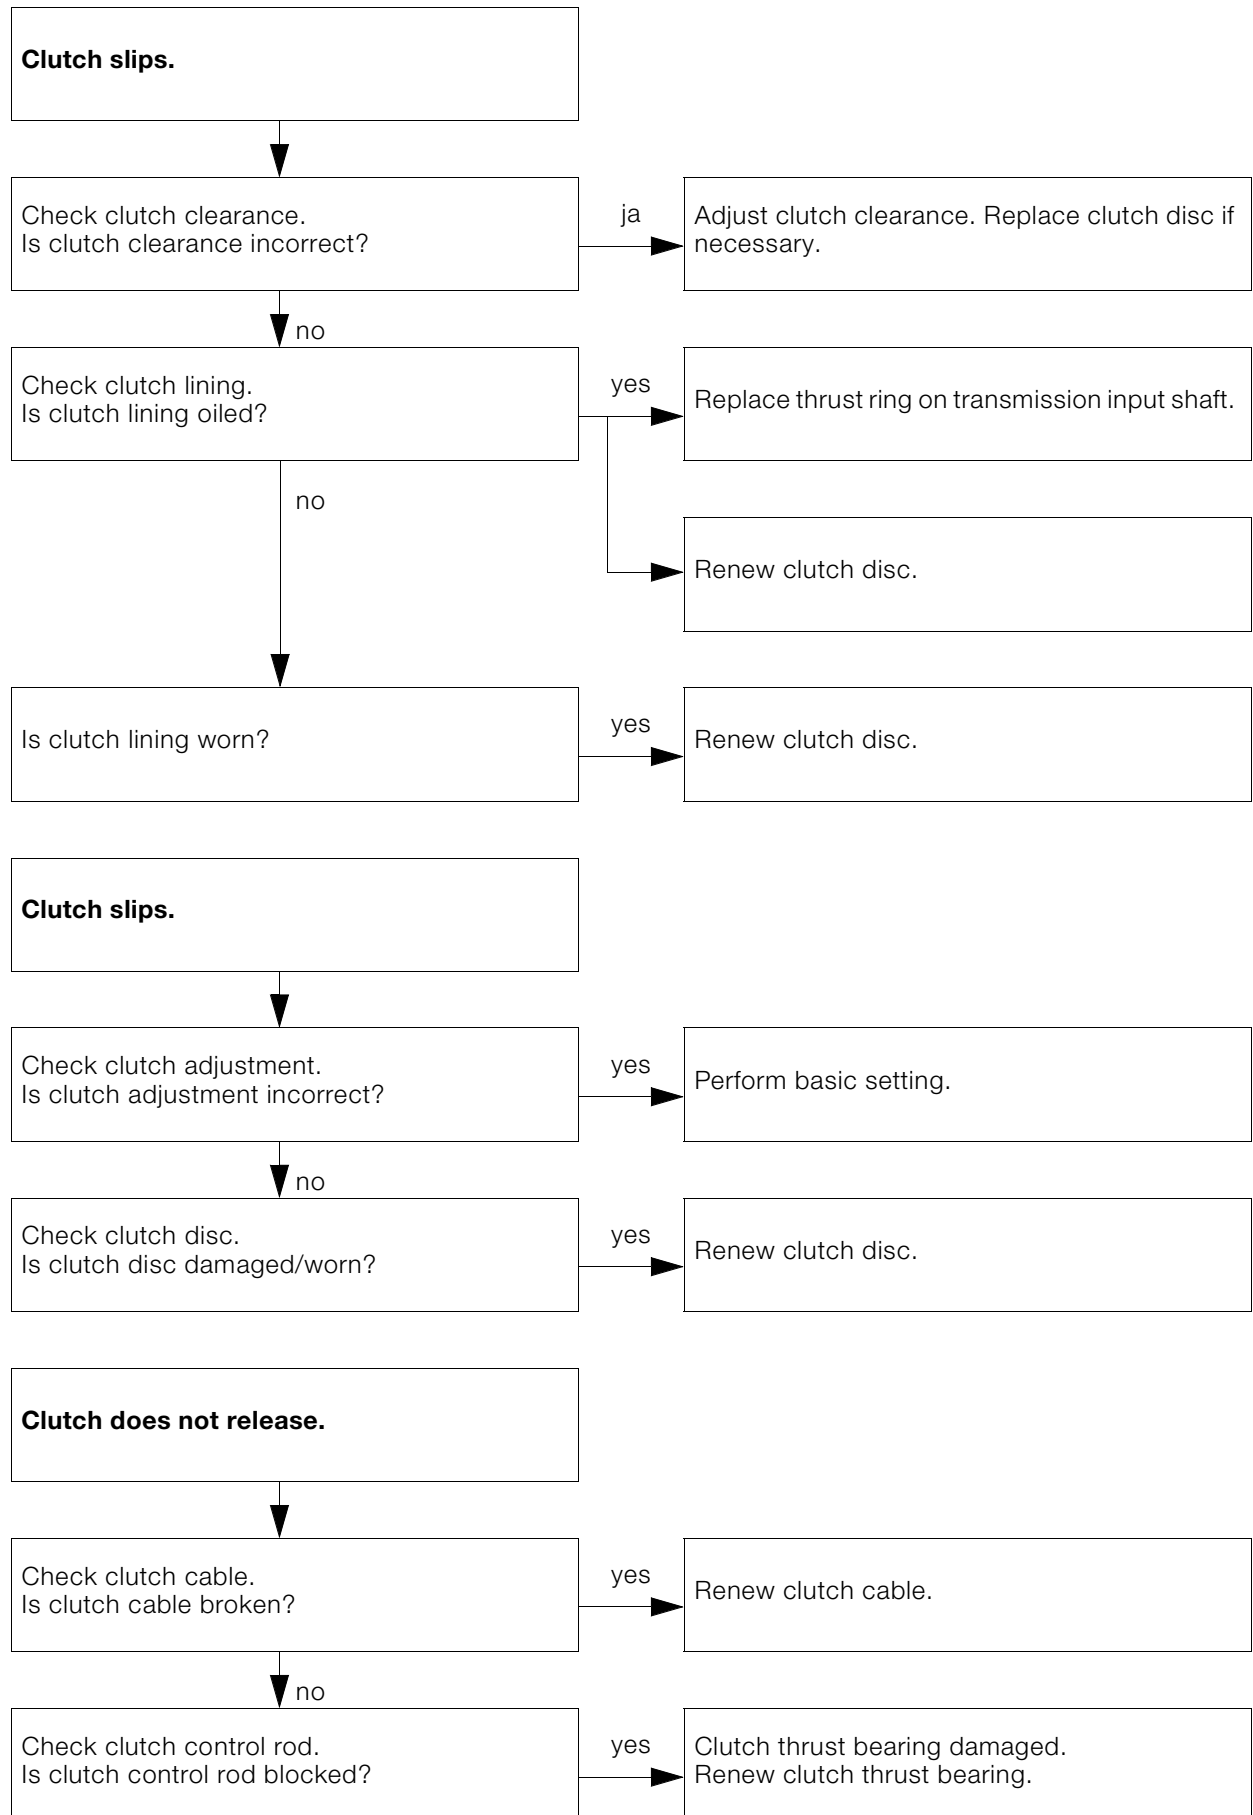 Clutch slips.
Check clutch clearance.
Is clutch clearance incorrect?
ja
Adjust clutch clearance. Replace clutch disc if
necessary.
no
Check clutch lining.
Is clutch lining oiled?
yes
Replace thrust ring on transmission input shaft.
no
Renew clutch disc.
Is clutch lining worn?
yes
Renew clutch disc.
Clutch slips.
Check clutch adjustment.
Is clutch adjustment incorrect?
yes
Perform basic setting.
no
Check clutch disc.
Is clutch disc damaged/worn?
yes
Renew clutch disc.
Clutch does not release.
Check clutch cable.
Is clutch cable broken?
yes
Renew clutch cable.
no
Check clutch control rod.
Is clutch control rod blocked?
yes
Clutch thrust bearing damaged.
Renew clutch thrust bearing.